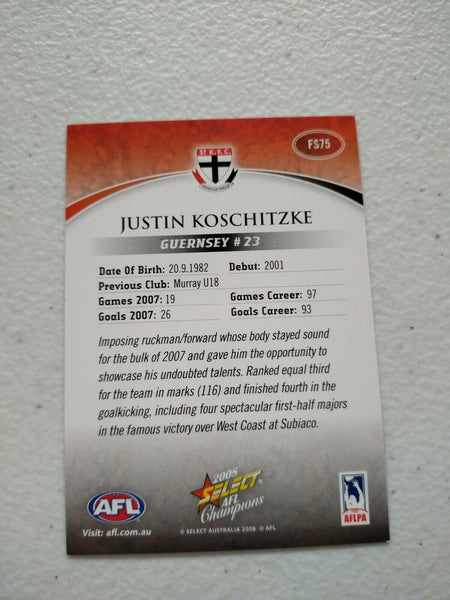 FS75
ST K.F.C.
JUSTIN KOSCHITZKE
GUERNSEY #23
Date Of Birth: 20.9.1982 Debut: 2001
Previous Club: Murray U18
Games 2007: 19 Games Career: 97
Goals 2007: 26 Goals Career: 93
Imposing ruckman/forward whose body stayed sound
for the bulk of 2007 and gave him the opportunity to
showcase his undoubted talents. Ranked equal third
for the team in marks (116) and finished fourth in the
goalkicking, including four spectacular first-half majors
in the famous victory over West Coast at Subiaco.
2008
SELECT
AFL
Champions
AFL
AFLPA
Visit: afl.com.au
© SELECT AUSTRALIA 2008 © AFL